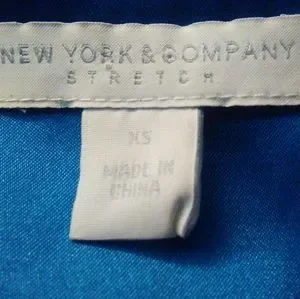 NEW YORK & COMPANY
STRETCH
XS
MADE IN
CHINA